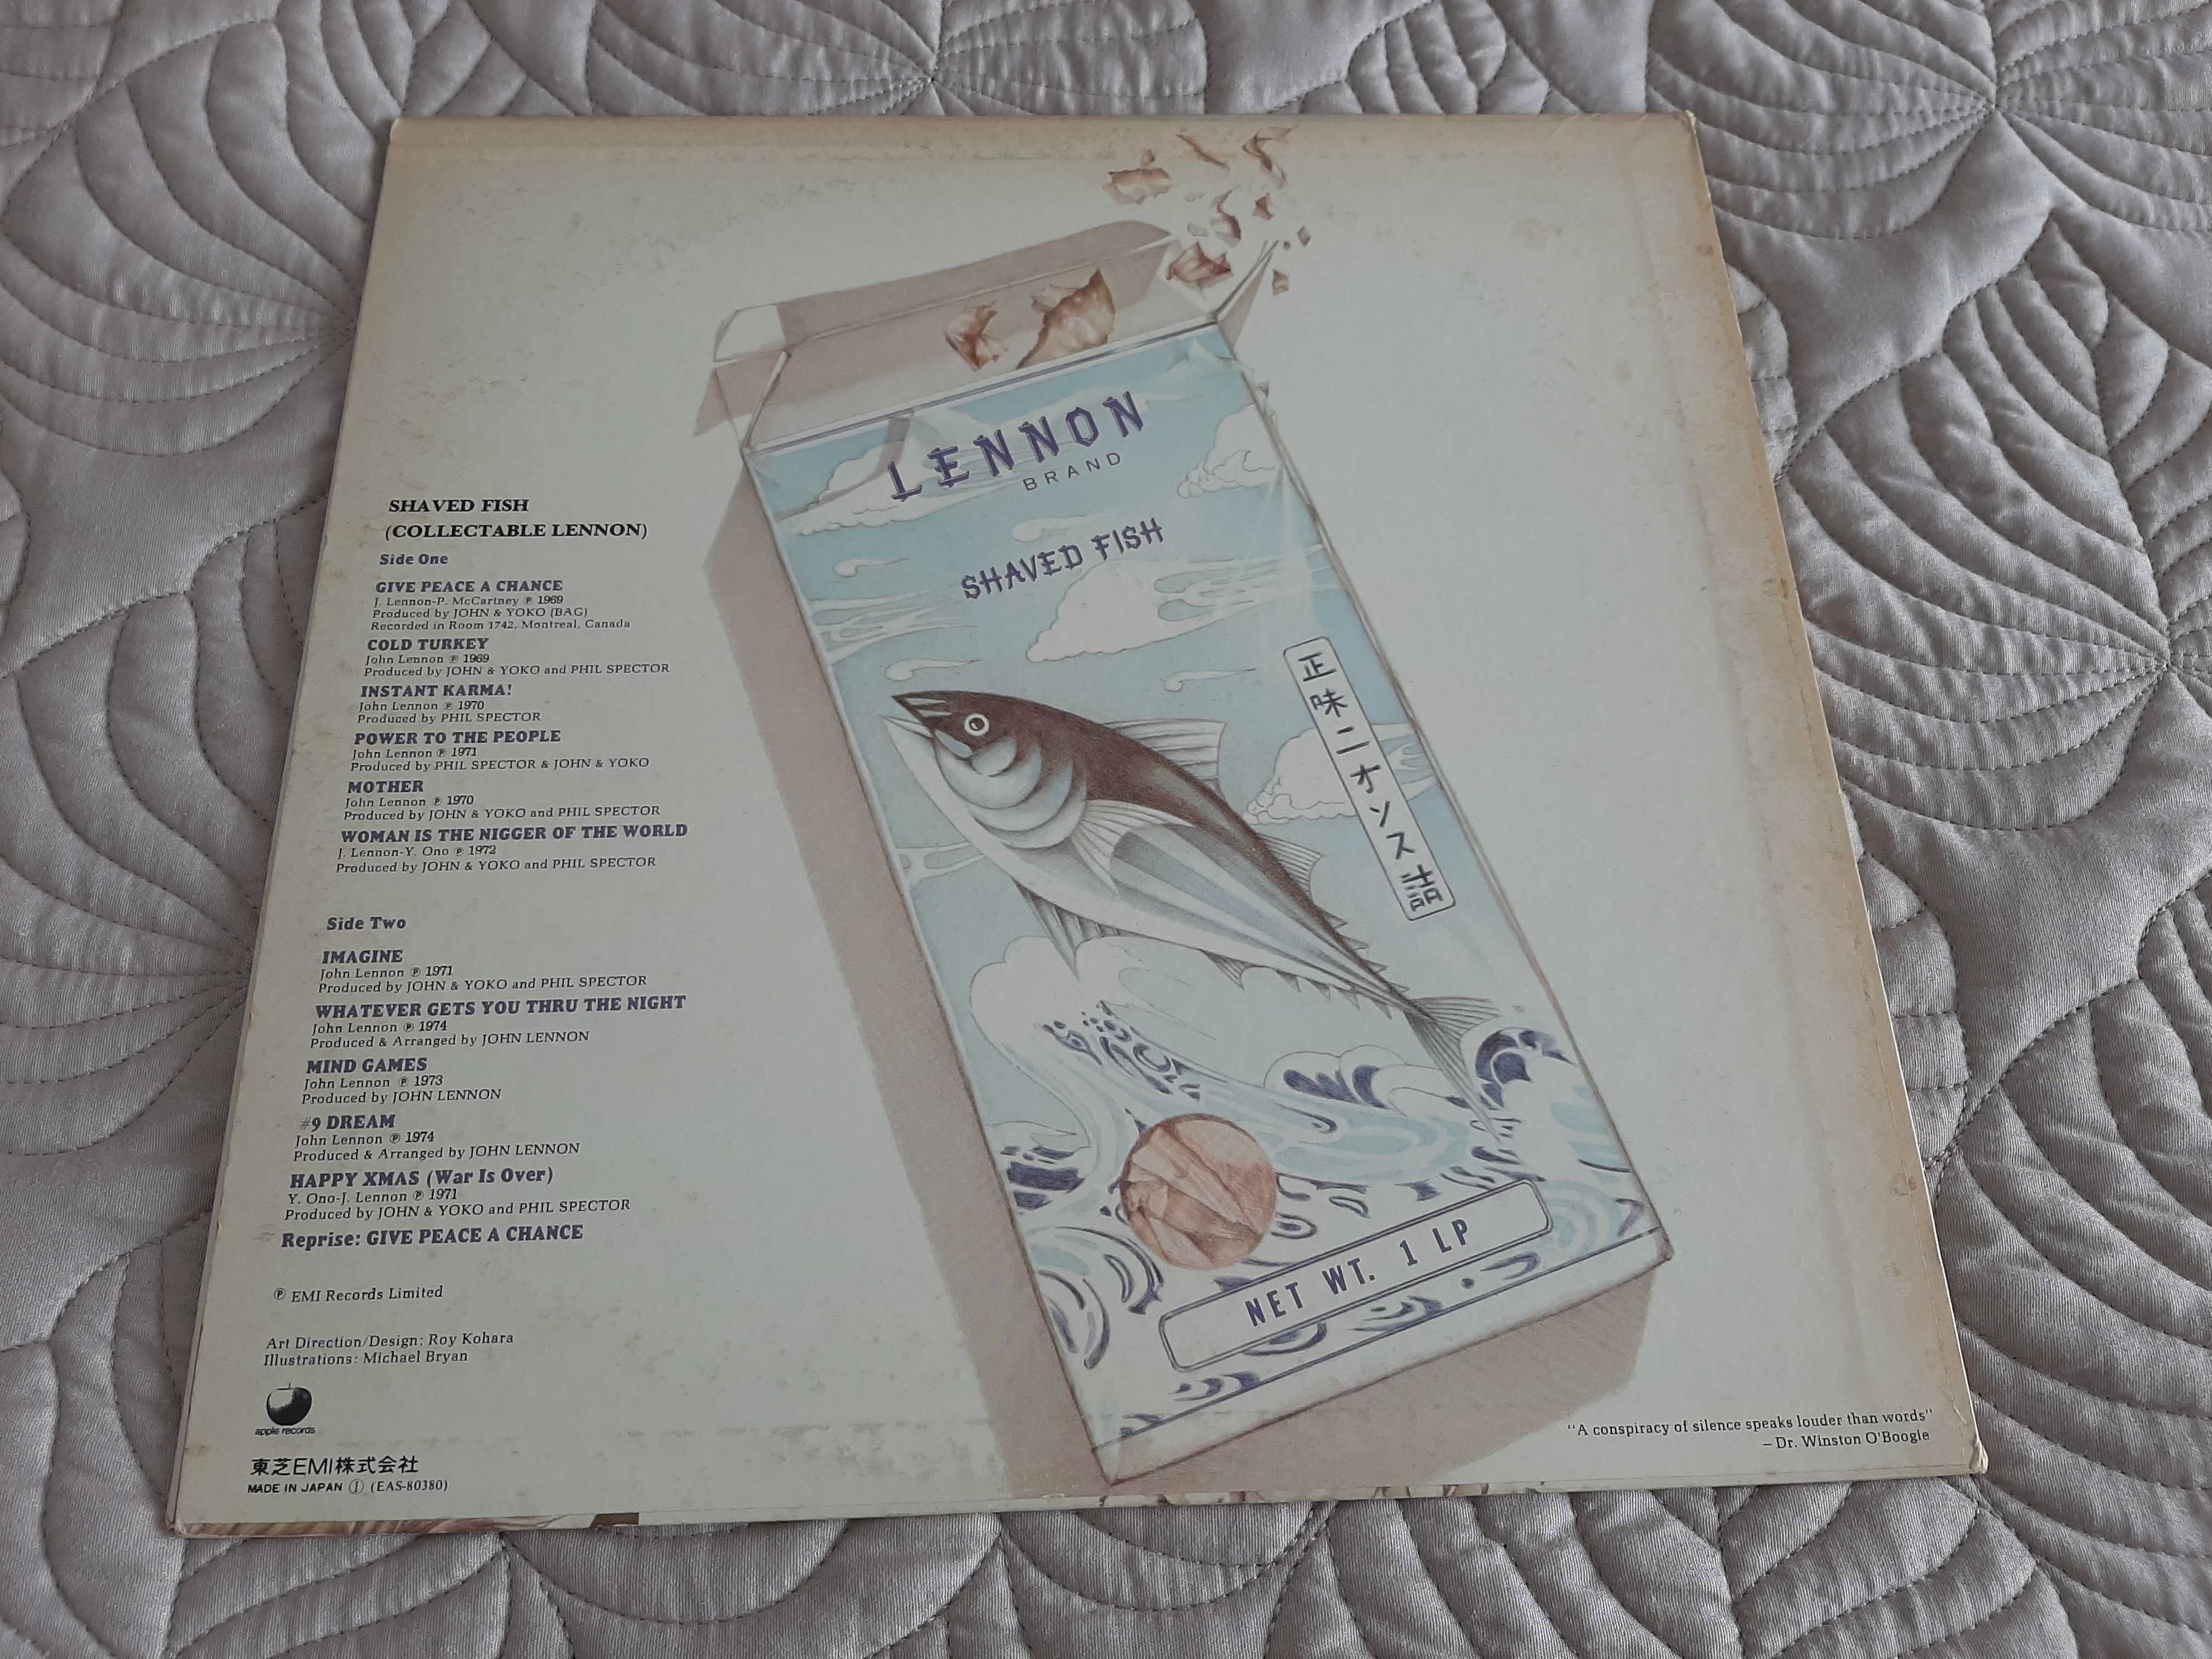 SHAVED FISH
(COLLECTABLE LENNON)
Side One
GIVE PEACE A CHANCE
J. Lennon-P. McCartney ℗ 1969
Produced by JOHN & YOKO (BAG)
Recorded in Room 1742, Montreal, Canada
COLD TURKEY
John Lennon ℗ 1969
Produced by JOHN & YOKO and PHIL SPECTOR
INSTANT KARMA!
John Lennon ℗ 1970
Produced by PHIL SPECTOR
POWER TO THE PEOPLE
John Lennon ℗ 1971
Produced by PHIL SPECTOR & JOHN & YOKO
MOTHER
John Lennon ℗ 1970
Produced by JOHN & YOKO and PHIL SPECTOR
WOMAN IS THE NIGGER OF THE WORLD
J. Lennon-Y. Ono ℗ 1972
Produced by JOHN & YOKO and PHIL SPECTOR
Side Two
IMAGINE
John Lennon ℗ 1971
Produced by JOHN & YOKO and PHIL SPECTOR
WHATEVER GETS YOU THRU THE NIGHT
John Lennon ℗ 1974
Produced & Arranged by JOHN LENNON
MIND GAMES
John Lennon ℗ 1973
Produced by JOHN LENNON
#9 DREAM
John Lennon ℗ 1974
Produced & Arranged by JOHN LENNON
HAPPY XMAS (War Is Over)
Y. Ono-J. Lennon ℗ 1971
Produced by JOHN & YOKO and PHIL SPECTOR
Reprise: GIVE PEACE A CHANCE
℗ EMI Records Limited
Art Direction/Design: Roy Kohara
Illustrations: Michael Bryan
apple records
東芝EMI株式会社
MADE IN JAPAN Ⓘ (EAS-80380)
LENNON
BRAND
SHAVED FISH
正味二オンス詰
NET WT. 1 LP
"A conspiracy of silence speaks louder than words"
– Dr. Winston O'Boogie